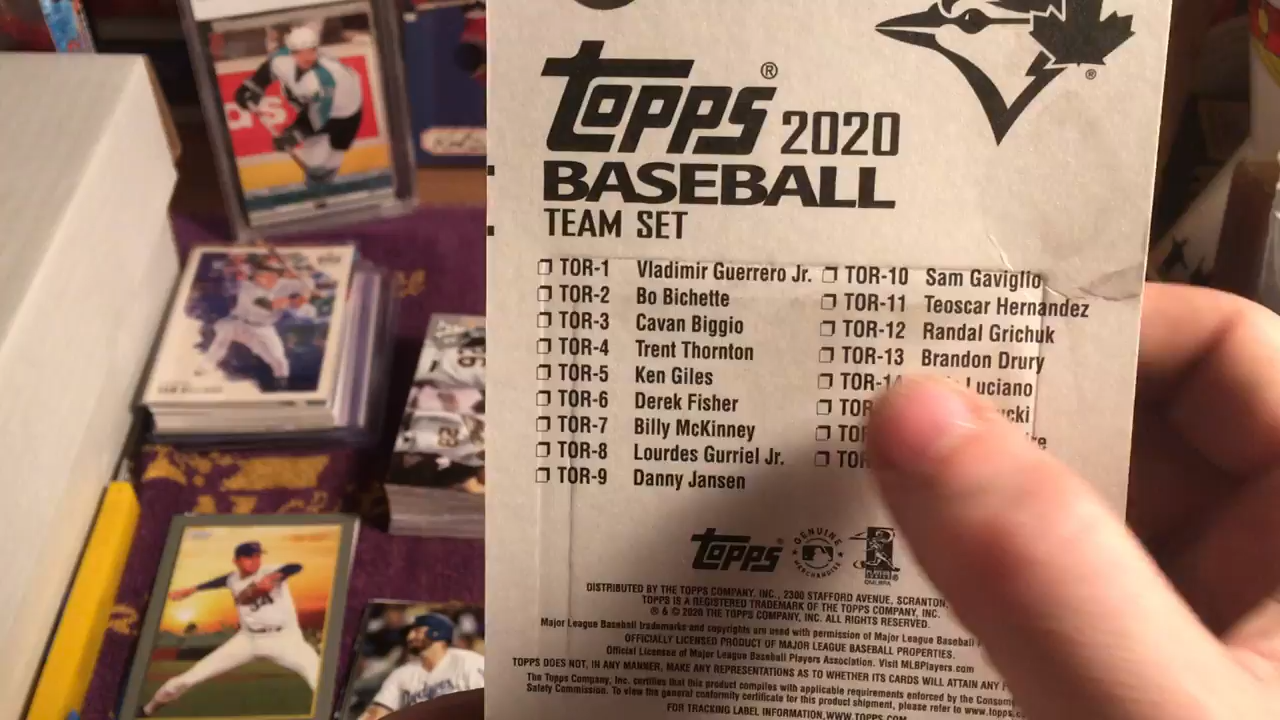 Topps® 2020
BASEBALL
TEAM SET
TOR-1 Vladimir Guerrero Jr.
TOR-2 Bo Bichette
TOR-3 Cavan Biggio
TOR-4 Trent Thornton
TOR-5 Ken Giles
TOR-6 Derek Fisher
TOR-7 Billy McKinney
TOR-8 Lourdes Gurriel Jr.
TOR-9 Danny Jansen
TOR-10 Sam Gaviglio
TOR-11 Teoscar Hernandez
TOR-12 Randal Grichuk
TOR-13 Brandon Drury
TOR-14 Luciano
TOR
TOR
TOR
Topps®
GENUINE MERCHANDISE
DISTRIBUTED BY THE TOPPS COMPANY, INC., 2300 STAFFORD AVENUE, SCRANTON,
TOPPS IS A REGISTERED TRADEMARK OF THE TOPPS COMPANY, INC.
® & © 2020 THE TOPPS COMPANY, INC. ALL RIGHTS RESERVED.
Major League Baseball trademarks and copyrights are used with permission of Major League Baseball
OFFICIALLY LICENSED PRODUCT OF MAJOR LEAGUE BASEBALL PROPERTIES.
Official Licensee of Major League Baseball Players Association. Visit MLBPlayers.com
TOPPS DOES NOT, IN ANY MANNER, MAKE ANY REPRESENTATIONS AS TO WHETHER ITS CARDS WILL ATTAIN ANY
The Topps Company, Inc. certifies that this product complies with applicable requirements enforced by the
Safety Commission. To view the general conformity certificate for this product shipment, please refer to www.topps.
FOR TRACKING LABEL INFORMATION, WWW.TOPPS.COM
34
Dodgers